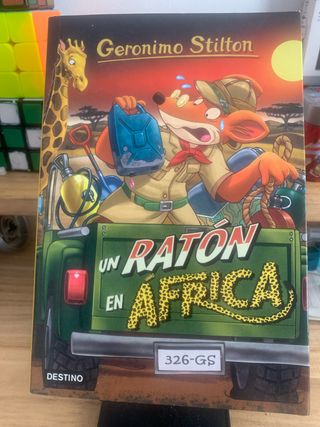 Geronimo Stilton
UN RATÓN
EN ÁFRICA
326-GS
DESTINO